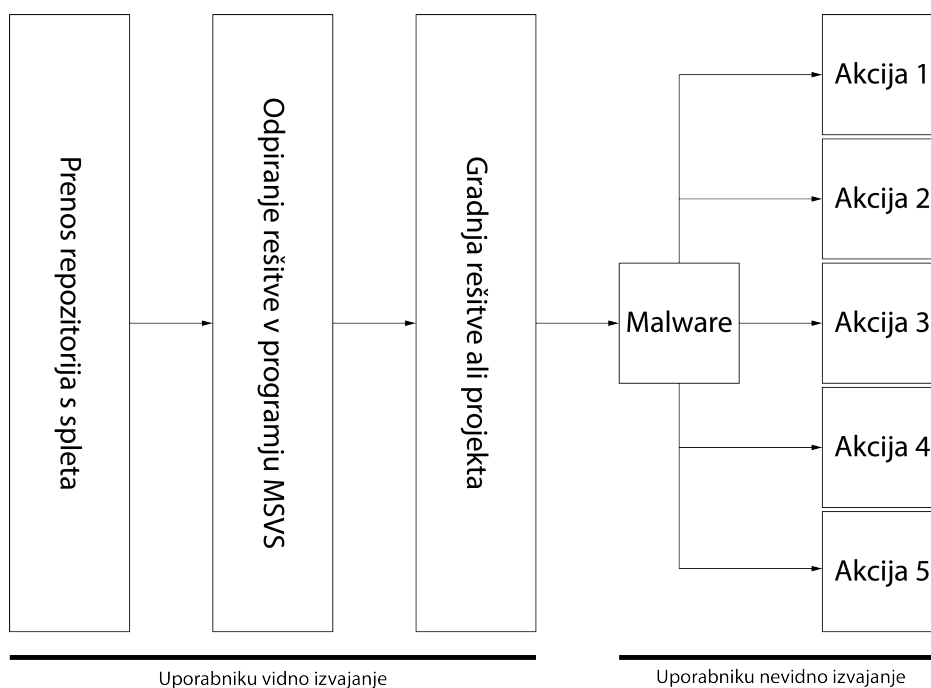 Prenos repozitorija s spleta
Odpiranje rešitve v programju MSVS
Gradnja rešitve ali projekta
Malware
Akcija 1
Akcija 2
Akcija 3
Akcija 4
Akcija 5
Uporabniku vidno izvajanje
Uporabniku nevidno izvajanje